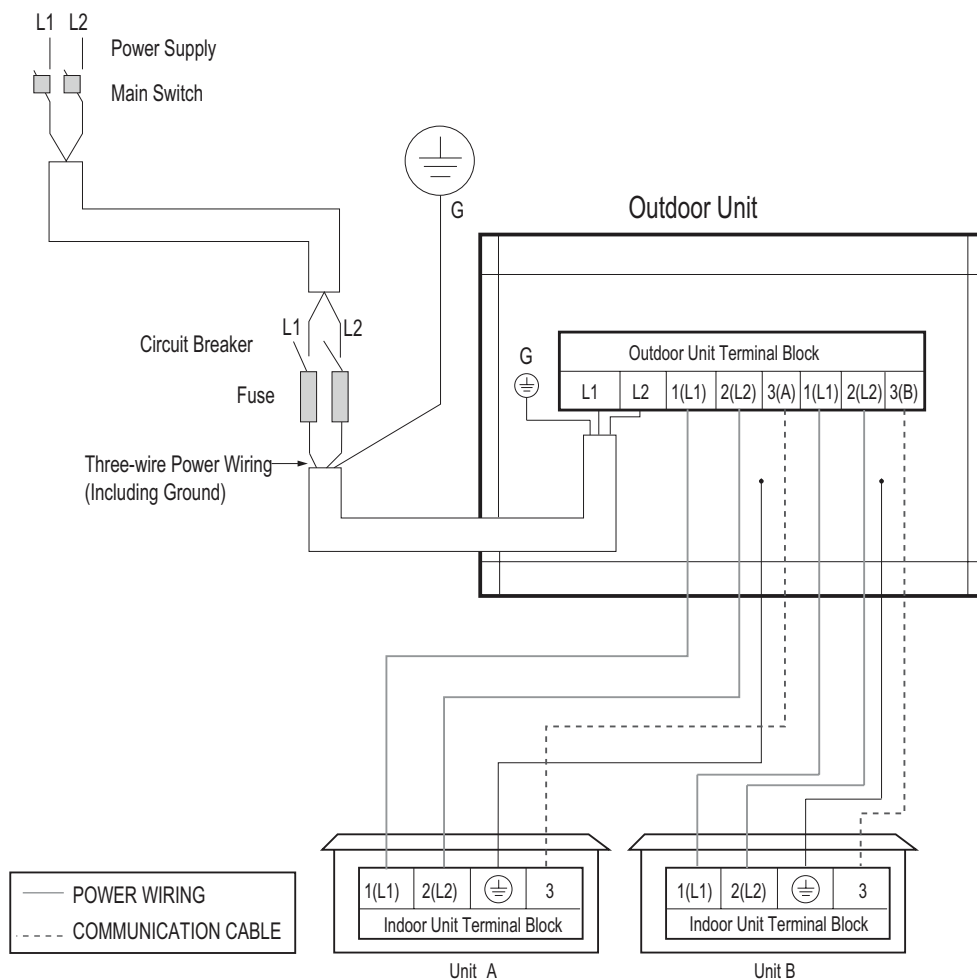 L1 L2
Power Supply
Main Switch
G
Outdoor Unit
L1 L2
Circuit Breaker
Fuse
Three-wire Power Wiring
(Including Ground)
G
Outdoor Unit Terminal Block
L1 L2 1(L1) 2(L2) 3(A) 1(L1) 2(L2) 3(B)
1(L1) 2(L2) 3
Indoor Unit Terminal Block
Unit A
1(L1) 2(L2) 3
Indoor Unit Terminal Block
Unit B
POWER WIRING
COMMUNICATION CABLE